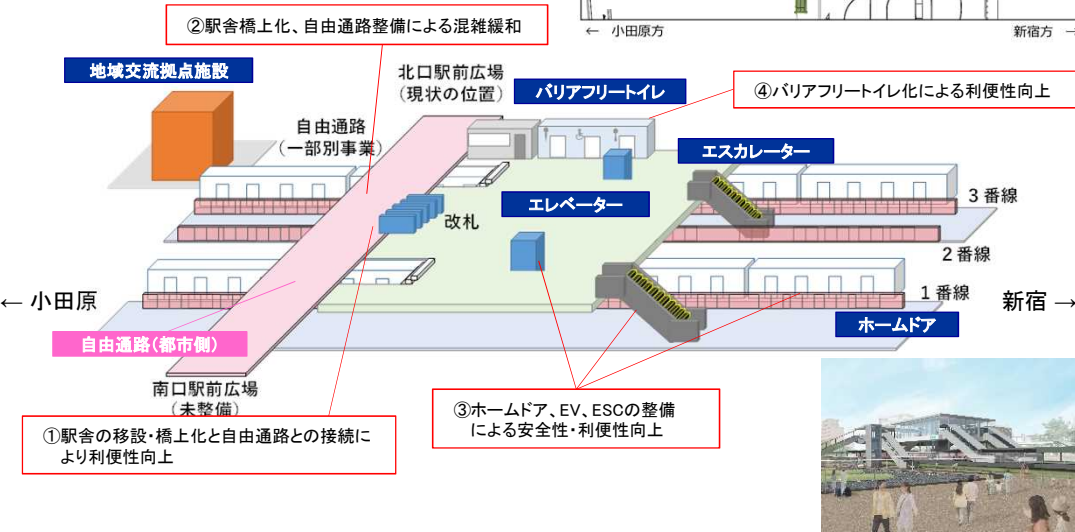 ②駅舎橋上化、自由通路整備による混雑緩和
← 小田原方
新宿方 →
地域交流拠点施設
北口駅前広場
(現状の位置)
バリアフリートイレ
④バリアフリートイレ化による利便性向上
自由通路
(一部別事業)
エスカレーター
3番線
エレベーター
改札
2番線
← 小田原
1番線
新宿 →
ホームドア
自由通路(都市側)
南口駅前広場
(未整備)
③ホームドア、EV、ESCの整備
による安全性・利便性向上
①駅舎の移設・橋上化と自由通路との接続に
より利便性向上